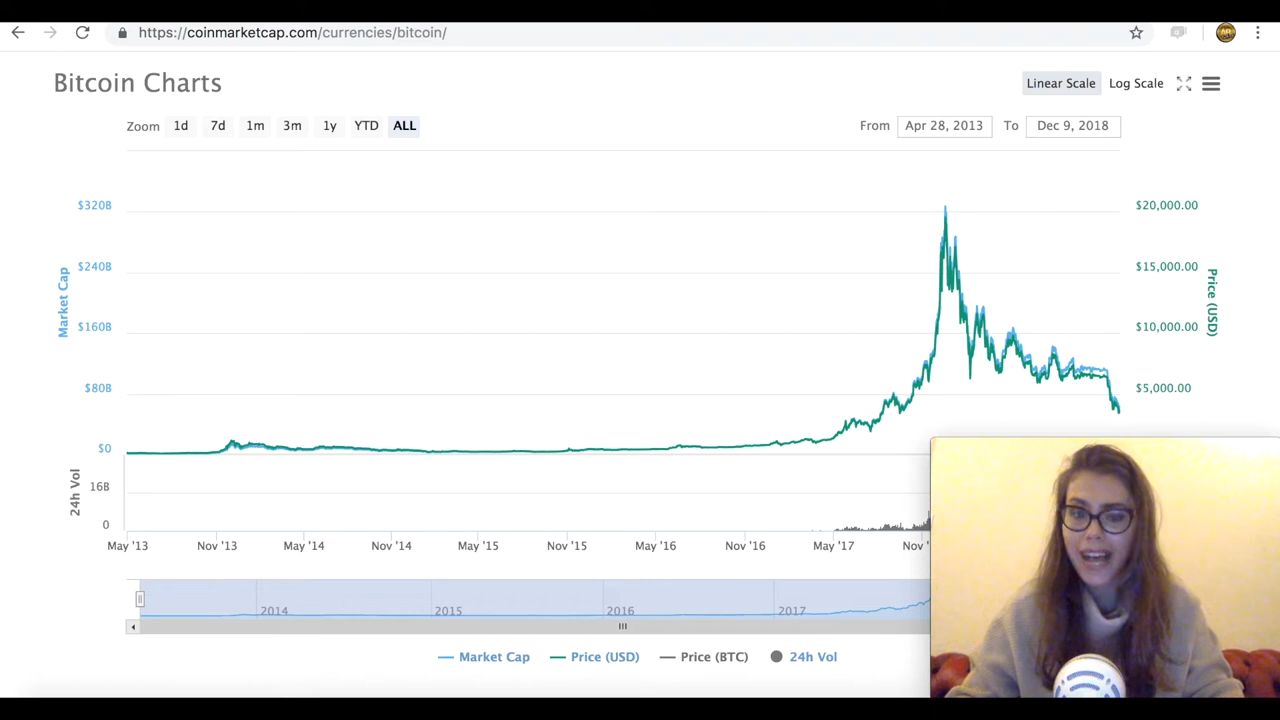 https://coinmarketcap.com/currencies/bitcoin/
Bitcoin Charts
Linear Scale Log Scale
Zoom 1d 7d 1m 3m 1y YTD ALL
From Apr 28, 2013 To Dec 9, 2018
$320B
$240B
$160B
$80B
$0
Market Cap
$20,000.00
$15,000.00
$10,000.00
$5,000.00
Price (USD)
24h Vol
16B
0
May '13 Nov '13 May '14 Nov '14 May '15 Nov '15 May '16 Nov '16 May '17 Nov '
2014 2015 2016 2017
Market Cap Price (USD) Price (BTC) 24h Vol